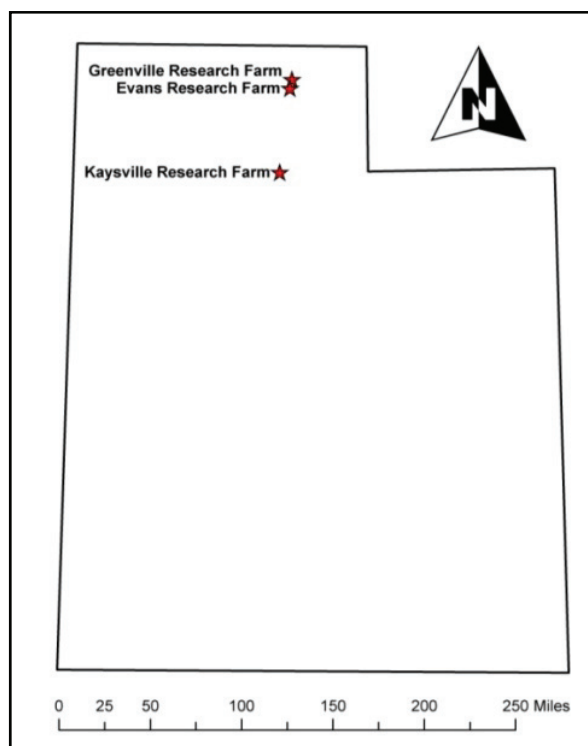 Greenville Research Farm
Evans Research Farm
N
Kaysville Research Farm
0 25 50 100 150 200 250 Miles